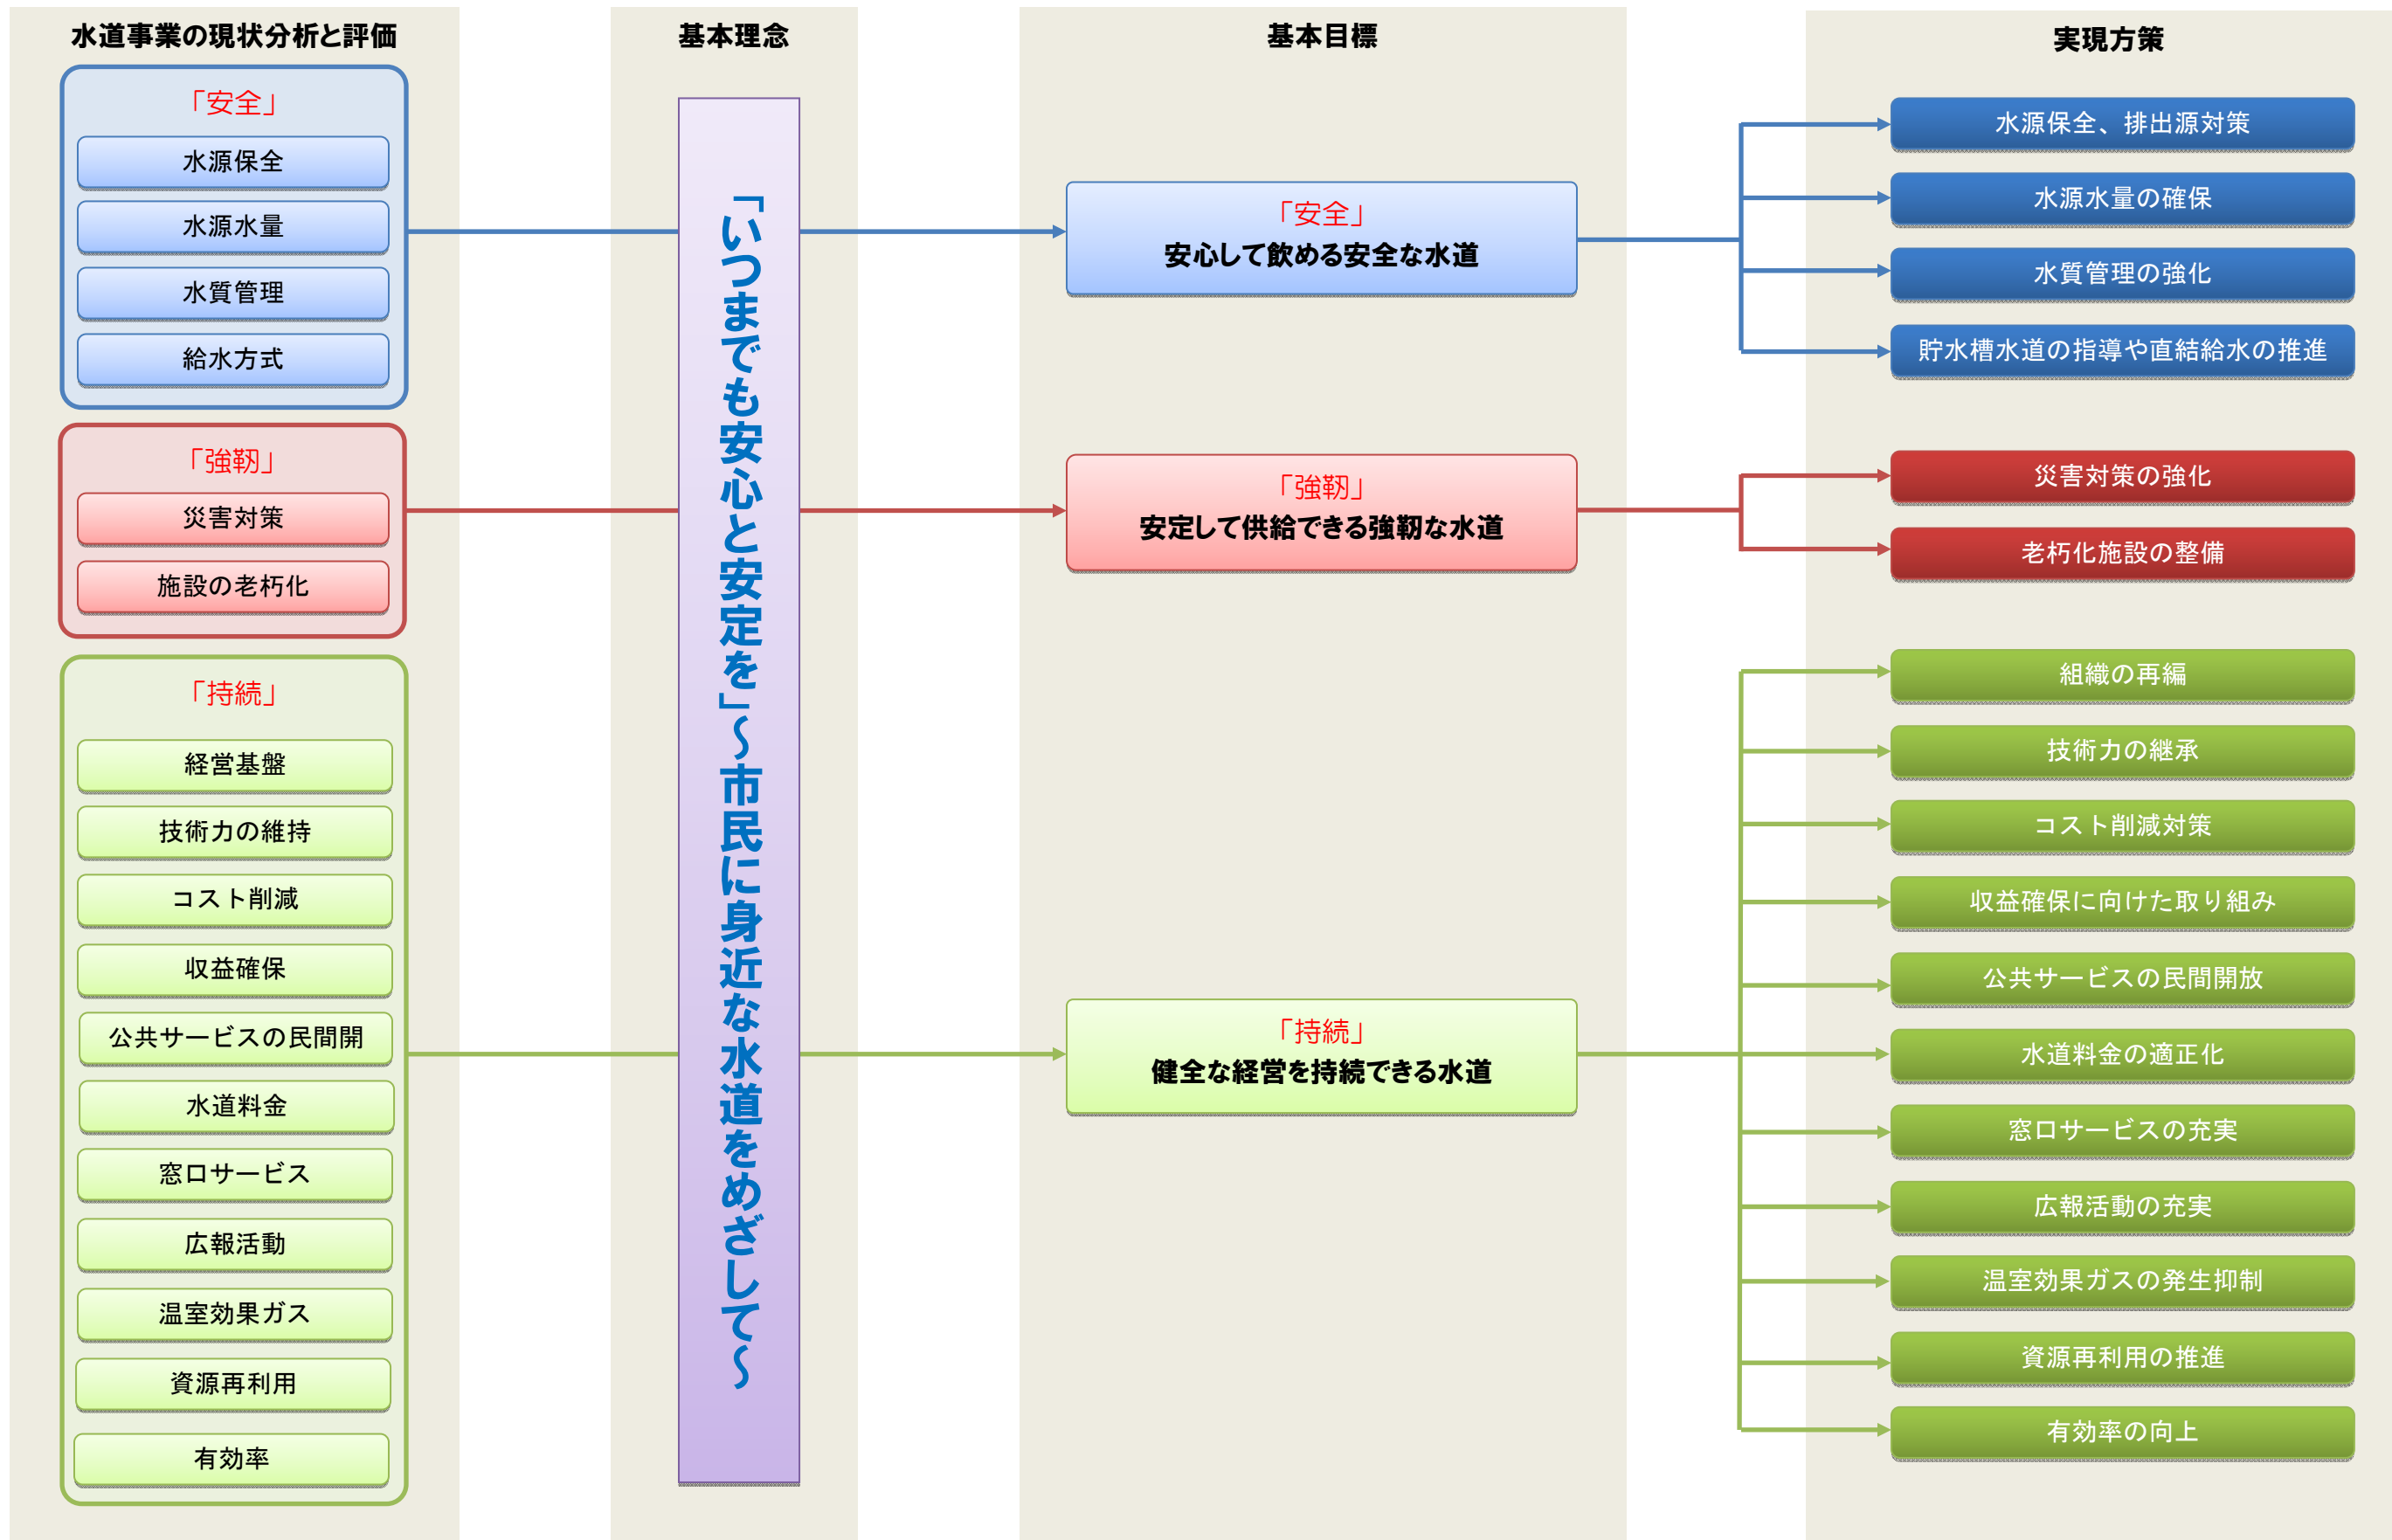 水道事業の現状分析と評価
「安全」
水源保全
水源水量
水質管理
給水方式
「強靭」
災害対策
施設の老朽化
「持続」
経営基盤
技術力の維持
コスト削減
収益確保
公共サービスの民間開
水道料金
窓口サービス
広報活動
温室効果ガス
資源再利用
有効率
基本理念
「いつまでも安心と安定を」～市民に身近な水道をめざして～
基本目標
「安全」
安心して飲める安全な水道
「強靭」
安定して供給できる強靭な水道
「持続」
健全な経営を持続できる水道
実現方策
水源保全、排出源対策
水源水量の確保
水質管理の強化
貯水槽水道の指導や直結給水の推進
災害対策の強化
老朽化施設の整備
組織の再編
技術力の継承
コスト削減対策
収益確保に向けた取り組み
公共サービスの民間開放
水道料金の適正化
窓口サービスの充実
広報活動の充実
温室効果ガスの発生抑制
資源再利用の推進
有効率の向上